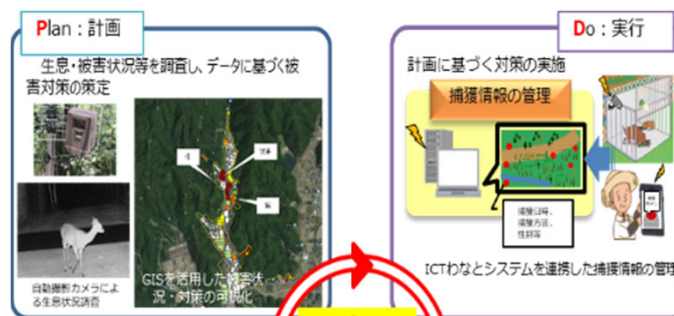 Plan：計画
生息・被害状況等を調査し、データに基づく被
害対策の策定
自動撮影カメラによ
る生息状況調査
GISを活用した被害状
況・対策の可視化
Do：実行
計画に基づく対策の実施
捕獲情報の管理
捕獲日時、
捕獲方法、
性別等
ICTわなとシステムを連携した捕獲情報の管理